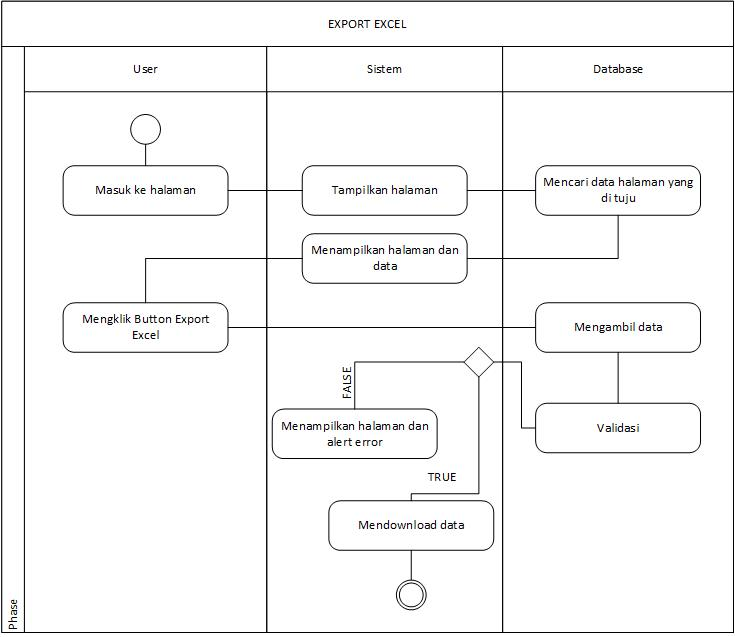 EXPORT EXCEL
User
Sistem
Database
Masuk ke halaman
Tampilkan halaman
Mencari data halaman yang
di tuju
Menampilkan halaman dan
data
Mengklik Button Export
Excel
Mengambil data
FALSE
Menampilkan halaman dan
alert error
Validasi
TRUE
Mendownload data
Phase